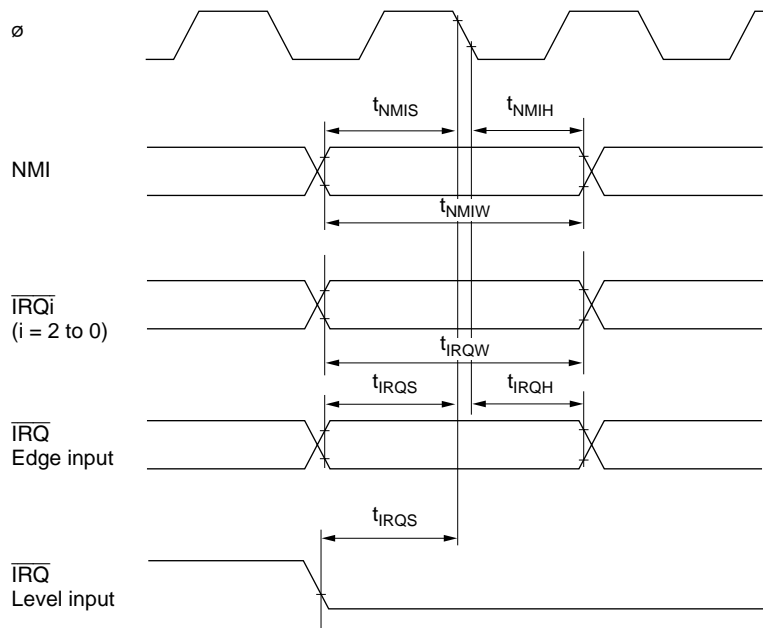 ø
tNMIS
tNMIH
NMI
tNMIW
IRQi
(i = 2 to 0)
tIRQW
tIRQS
tIRQH
IRQ
Edge input
tIRQS
IRQ
Level input